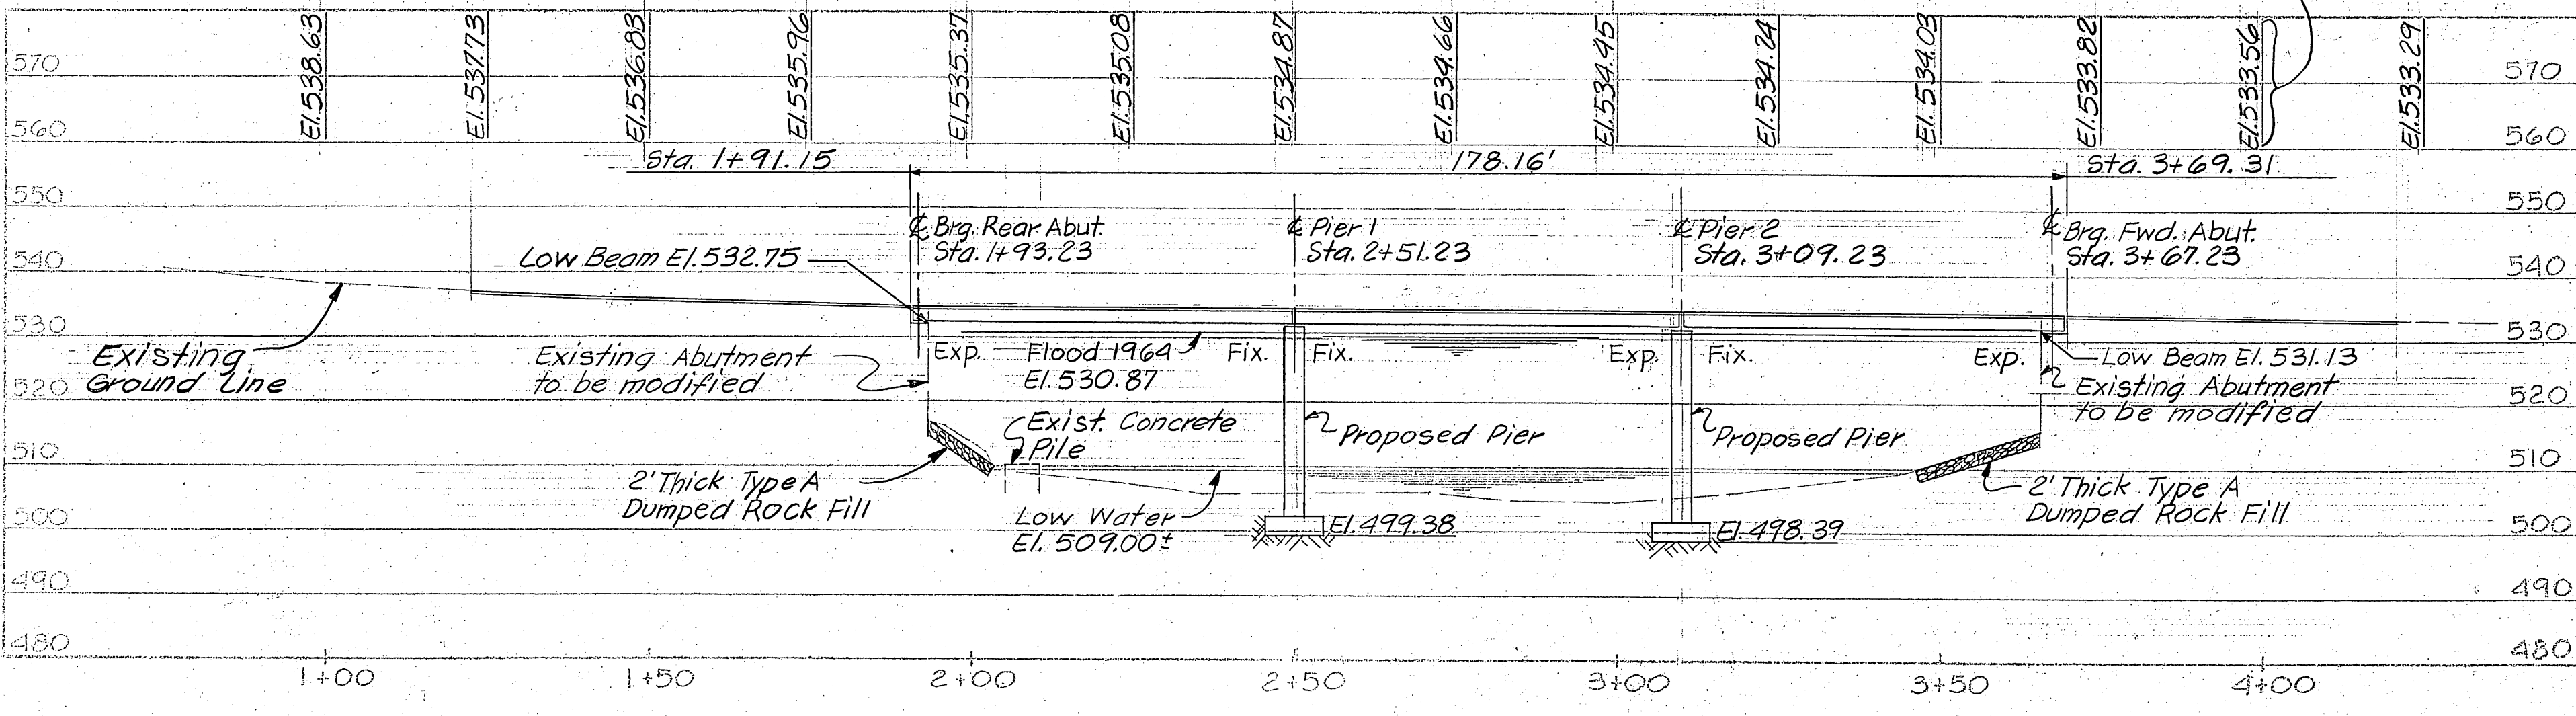 El. 538.63
El. 537.73
El. 536.83
El. 535.96
El. 535.37
El. 535.08
El. 534.87
El. 534.66
El. 534.45
El. 534.24
El. 534.03
El. 533.82
El. 533.56
El. 533.29
570 570
560 560
Sta. 1+91.15 178.16' Sta. 3+69.31
550 550
℄ Brg. Rear Abut.
Sta. 1+93.23
℄ Pier 1
Sta. 2+51.23
℄ Pier 2
Sta. 3+09.23
℄ Brg. Fwd. Abut.
Sta. 3+67.23
Low Beam El. 532.75
540 540
530 530
Existing
Ground Line
Existing Abutment
to be modified
Exp.
Flood 1964
El. 530.87
Fix. Fix.
Exp. Fix.
Exp.
Low Beam El. 531.13
Existing Abutment
to be modified
520 520
Exist. Concrete
Pile
Proposed Pier
Proposed Pier
510 510
2' Thick Type A
Dumped Rock Fill
Low Water
El. 509.00±
El. 499.38
El. 498.39
2' Thick Type A
Dumped Rock Fill
500 500
490 490
480 480
1+00 1+50 2+00 2+50 3+00 3+50 4+00